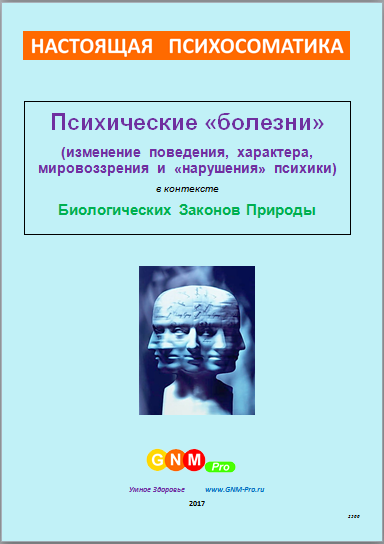 НАСТОЯЩАЯ ПСИХОСОМАТИКА
Психические «болезни»
(изменение поведения, характера,
мировоззрения и «нарушения» психики)
в контексте
Биологических Законов Природы
GNM Pro
Умное Здоровье www.GNM-Pro.ru
2017